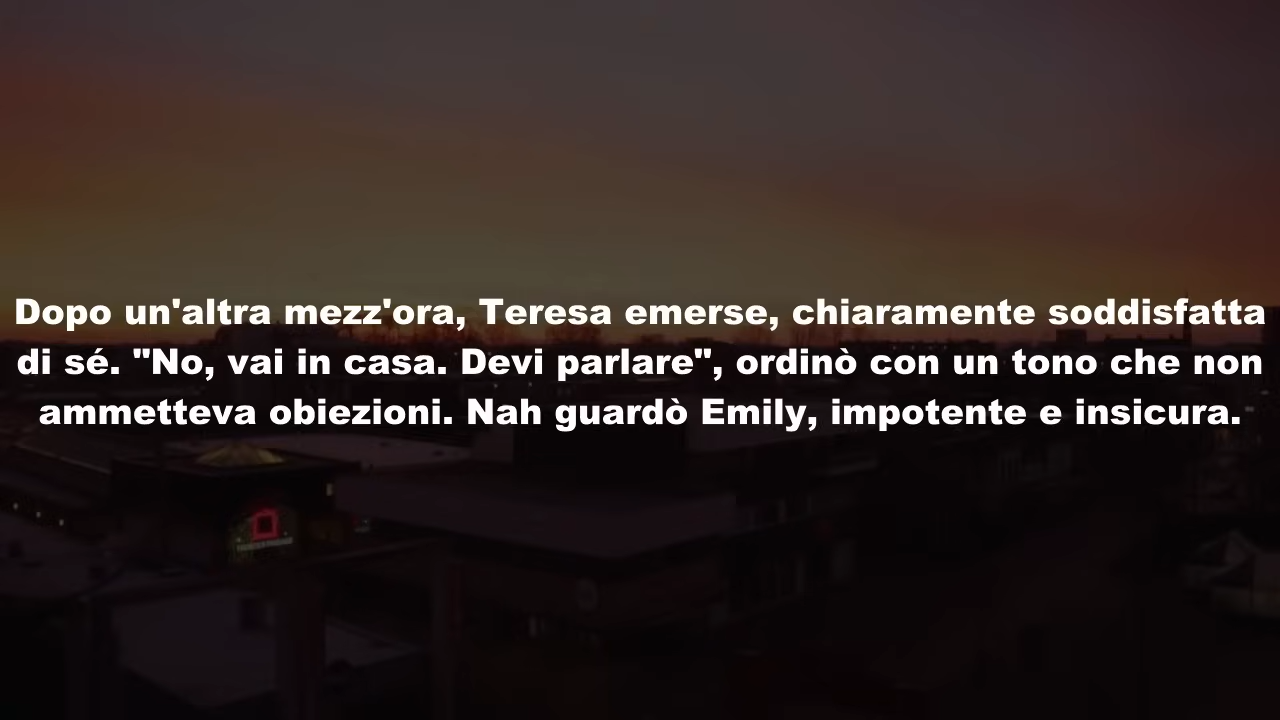 Dopo un'altra mezz'ora, Teresa emerse, chiaramente soddisfatta
di sé. "No, vai in casa. Devi parlare", ordinò con un tono che non
ammetteva obiezioni. Nah guardò Emily, impotente e insicura.